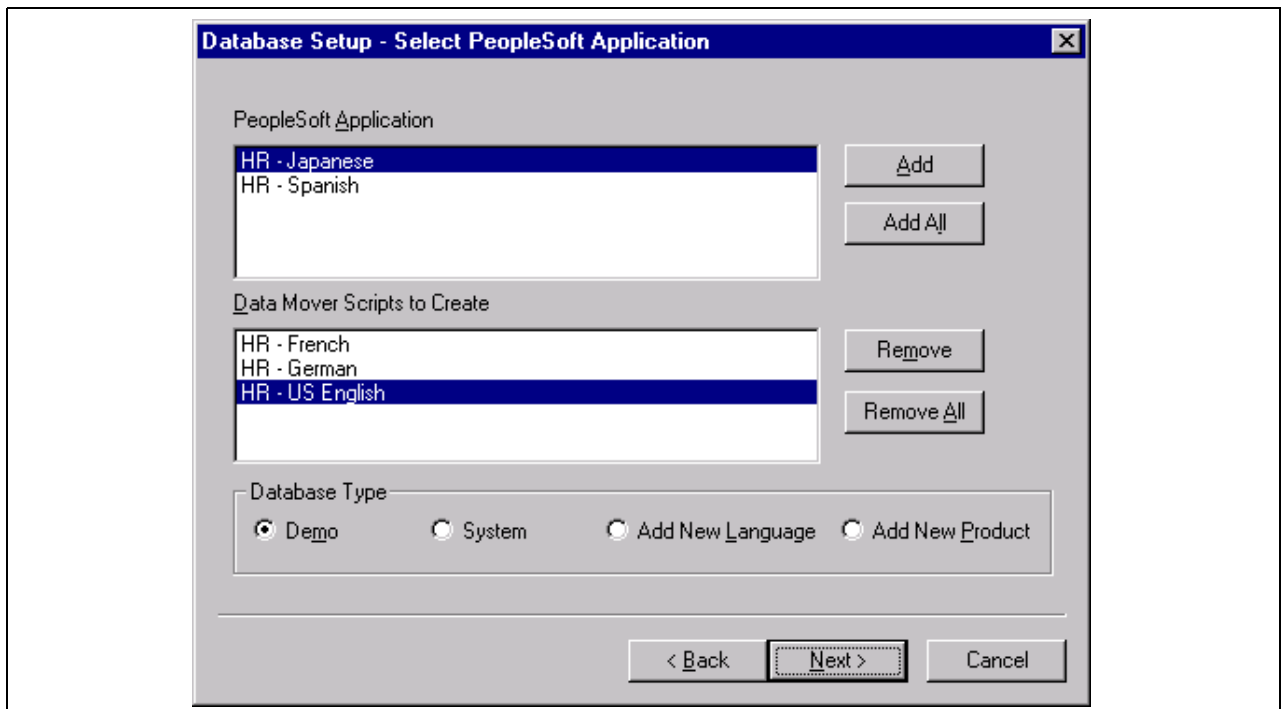 Database Setup - Select PeopleSoft Application
PeopleSoft Application
HR - Japanese
HR - Spanish
Add
Add All
Data Mover Scripts to Create
HR - French
HR - German
HR - US English
Remove
Remove All
Database Type
Demo System Add New Language Add New Product
< Back Next > Cancel